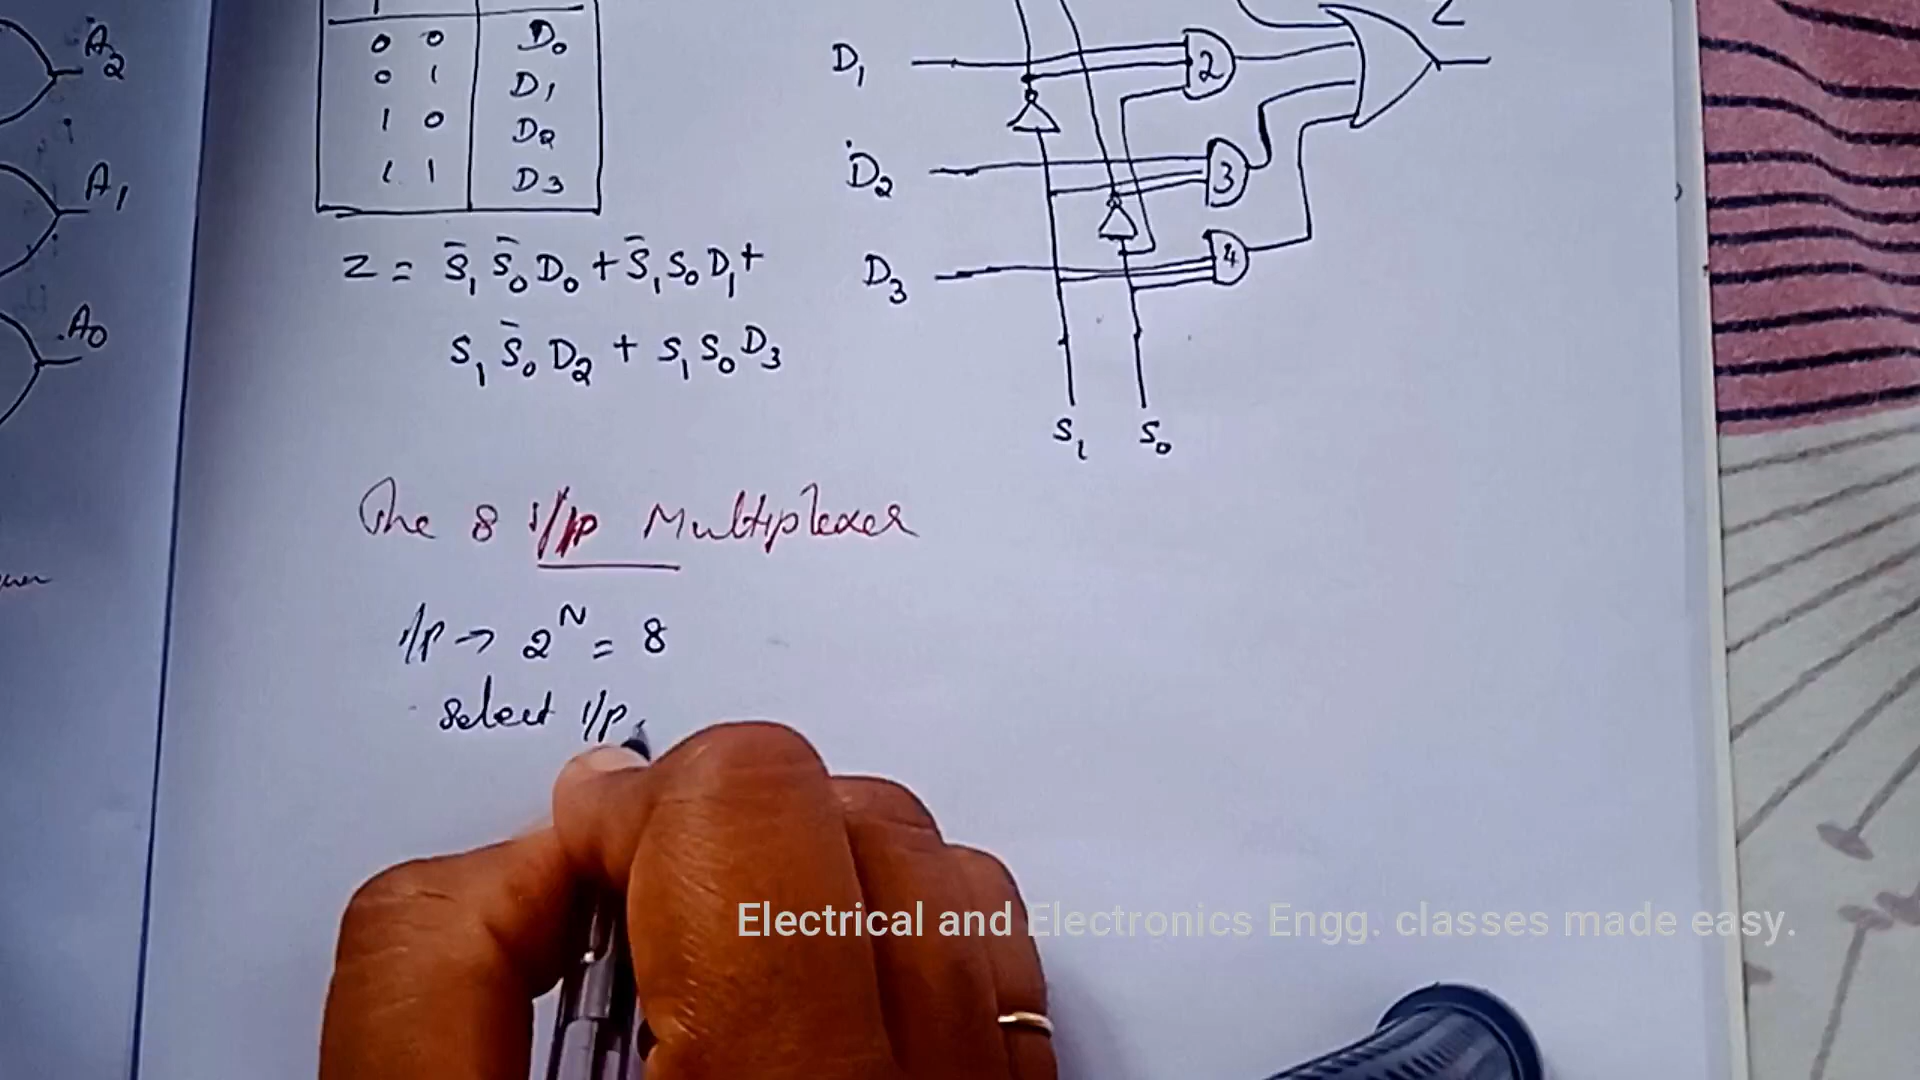 A2
A1
A0
0 0 D0
0 1 D1
1 0 D2
1 1 D3
Z = S̄1 S̄0 D0 + S̄1 S0 D1 +
S1 S̄0 D2 + S1 S0 D3
Z
D1
2
D2
3
D3
4
S1 S0
The 8 i/p Multiplexer
i/p → 2^N = 8
select i/p
Electrical and Electronics Engg. classes made easy.